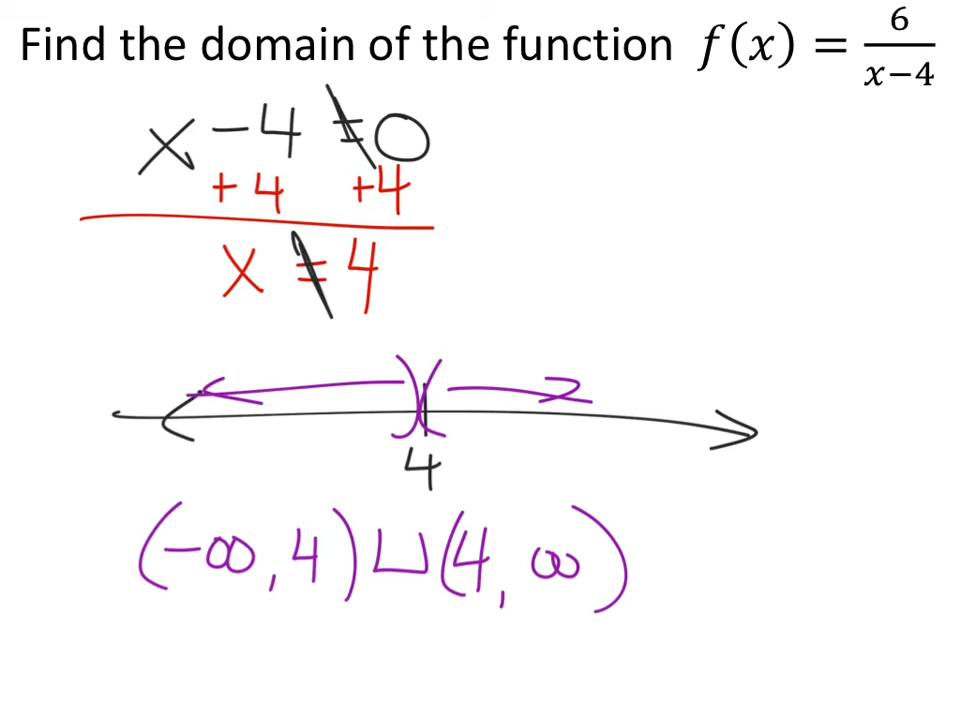 Find the domain of the function f(x) = 6/(x−4)
x − 4 ≠ 0
+ 4 +4
x ≠ 4
4
(−∞, 4) ∪ (4, ∞)